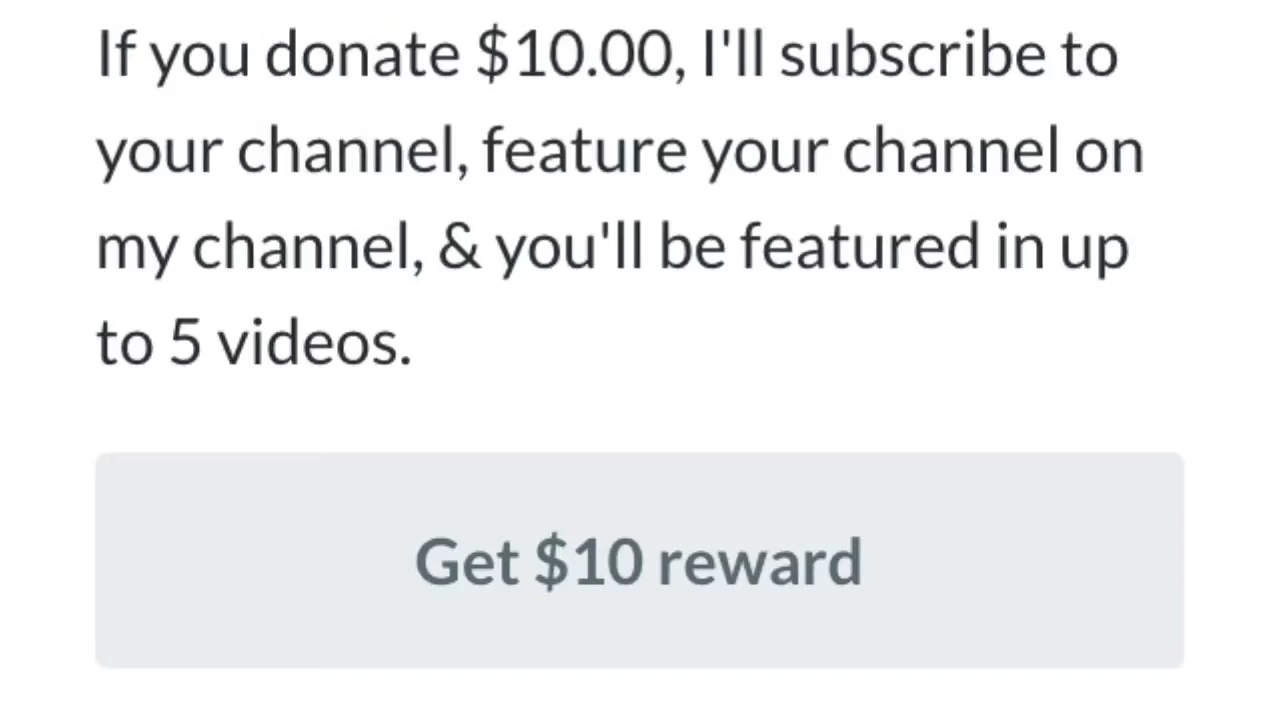 If you donate $10.00, I'll subscribe to
your channel, feature your channel on
my channel, & you'll be featured in up
to 5 videos.
Get $10 reward